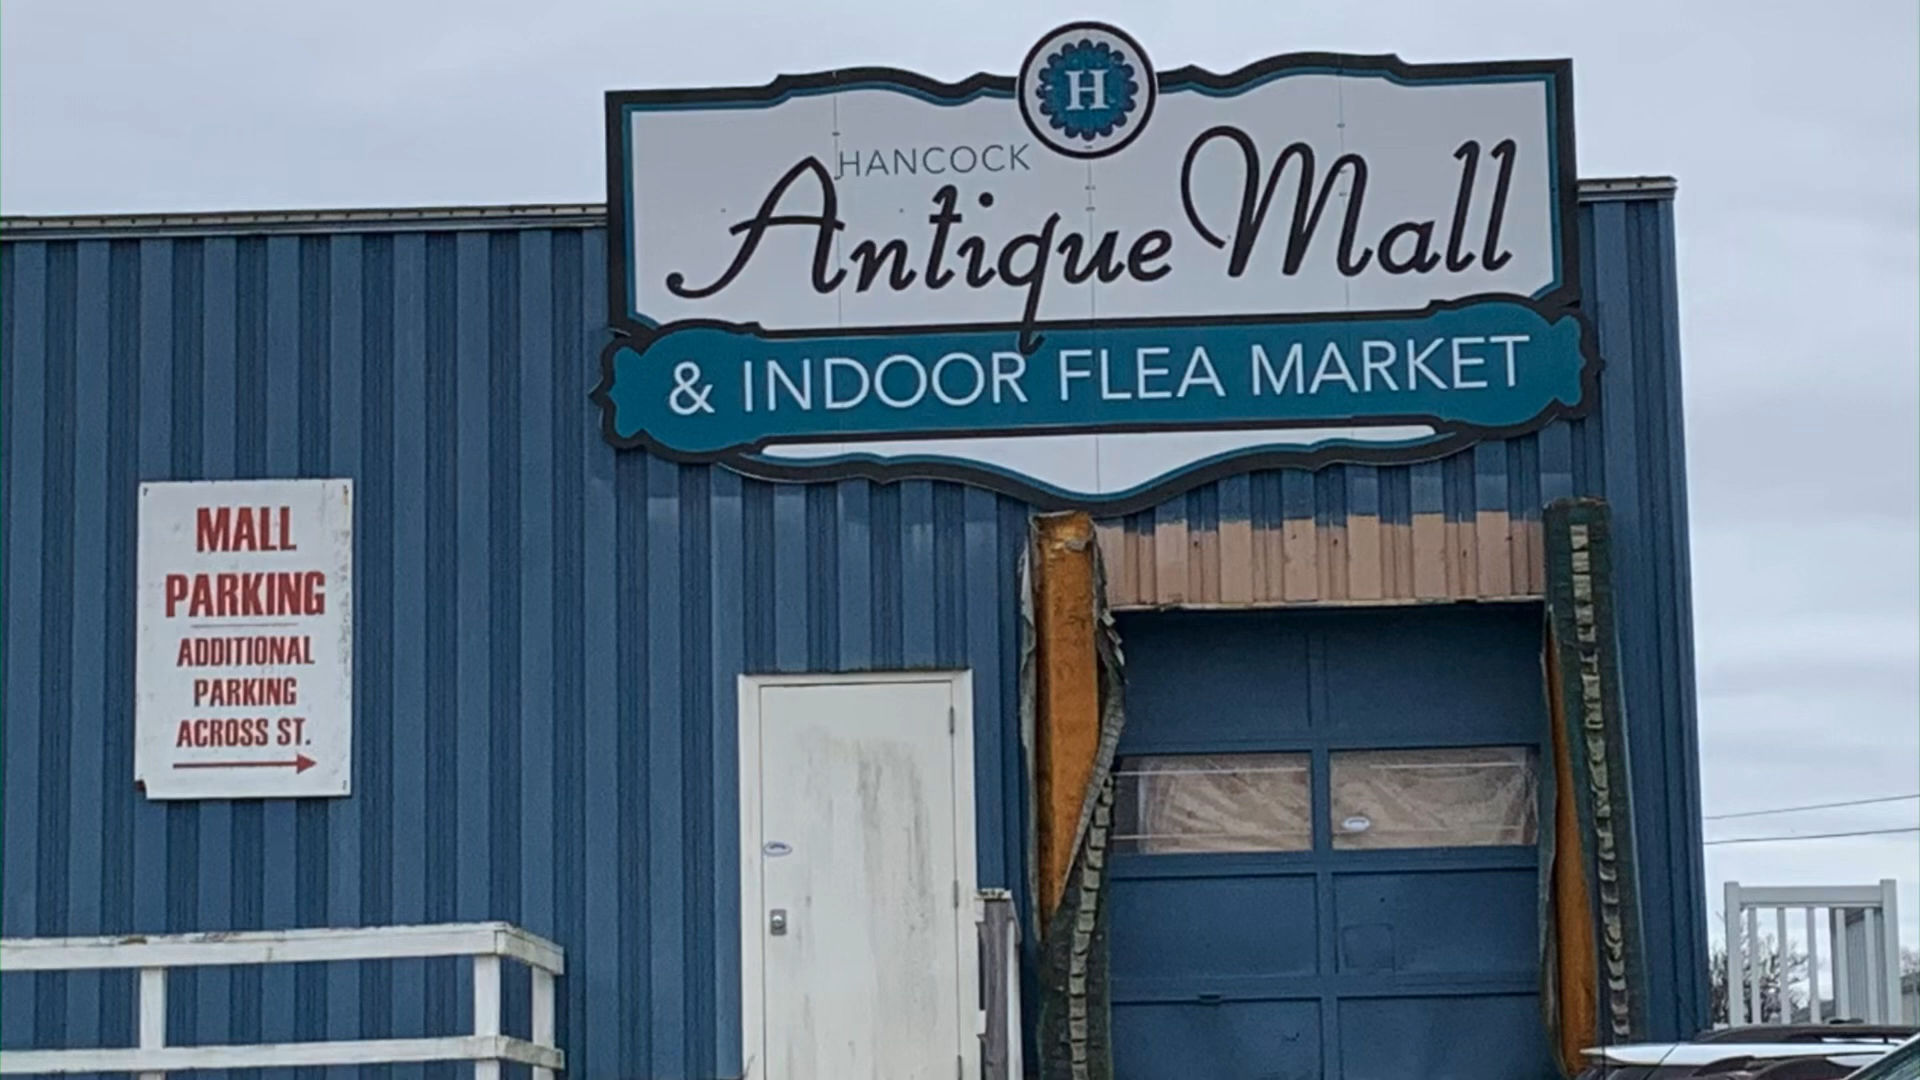 H
HANCOCK
Antique Mall
& INDOOR FLEA MARKET
MALL
PARKING
ADDITIONAL
PARKING
ACROSS ST.